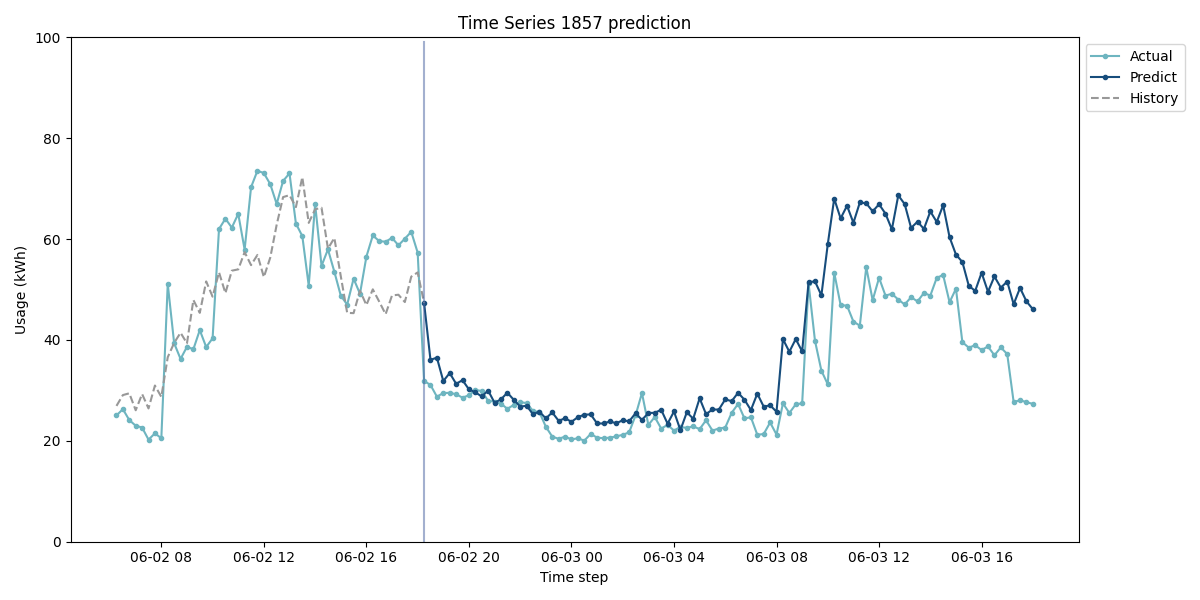 Time Series 1857 prediction
100
80
60
40
20
0
Usage (kWh)
06-02 08
06-02 12
06-02 16
06-02 20
06-03 00
06-03 04
06-03 08
06-03 12
06-03 16
Time step
Actual
Predict
History